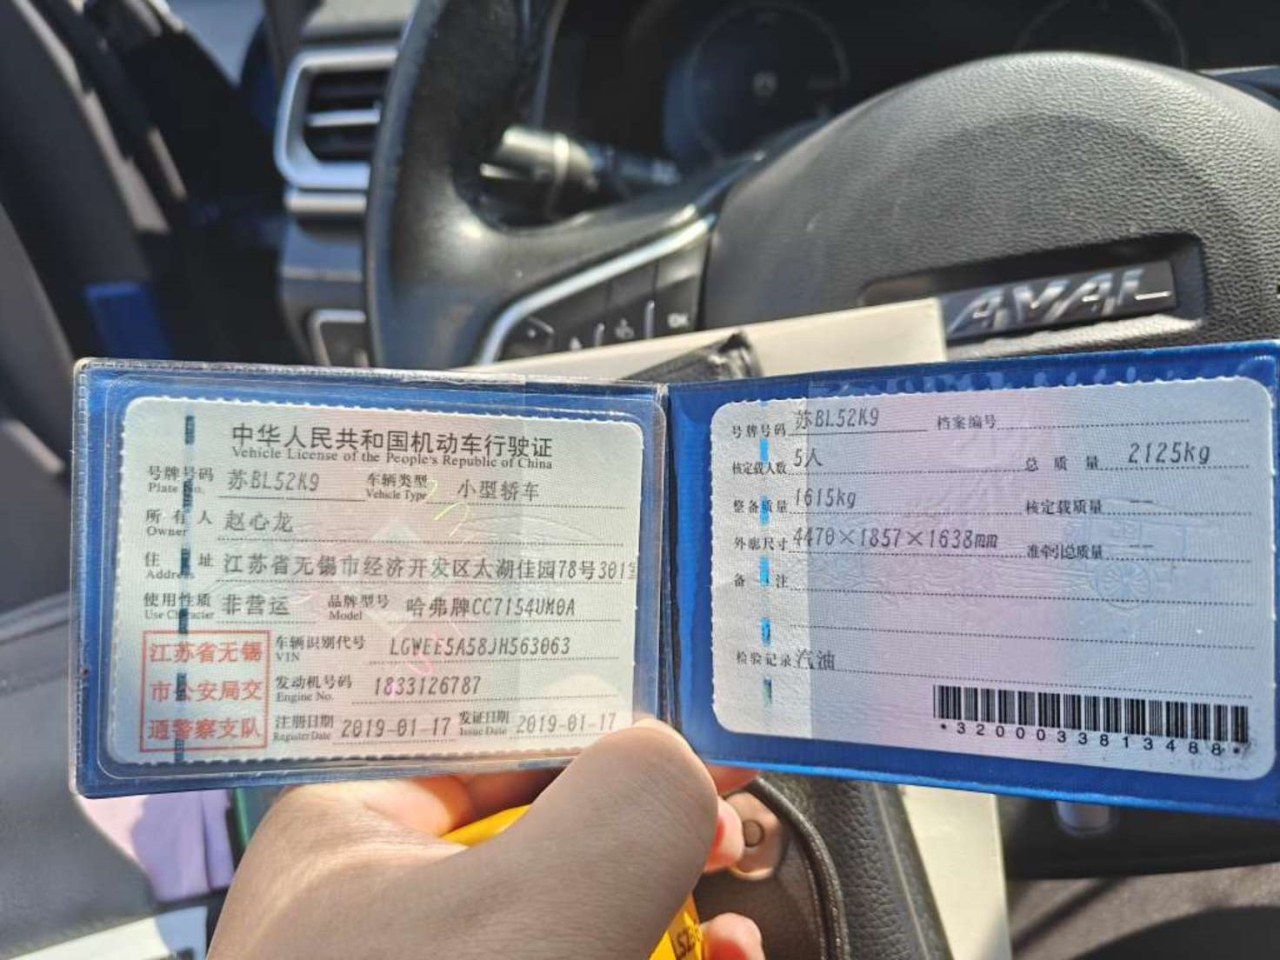 中华人民共和国机动车行驶证
Vehicle License of the People's Republic of China
号牌号码 苏BL52K9 车辆类型 小型轿车
Plate No. Vehicle Type
所有人 赵心龙
Owner
住址 江苏省无锡市经济开发区太湖佳园78号301室
Address
使用性质 非营运 品牌型号 哈弗牌CC7154UM0A
Use Character Model
江苏省无锡
市公安局交
通警察支队
车辆识别代号 LGWEE5A58JH563063
VIN
发动机号码 1833126787
Engine No.
注册日期 2019-01-17 发证日期 2019-01-17
Register Date Issue Date
号牌号码 苏BL52K9 档案编号
核定载人数 5人 总质量 2125kg
整备质量 1615kg 核定载质量 --
外廓尺寸 4470×1857×1638mm 准牵引总质量 --
备注
检验记录 汽油
*3200033813488*